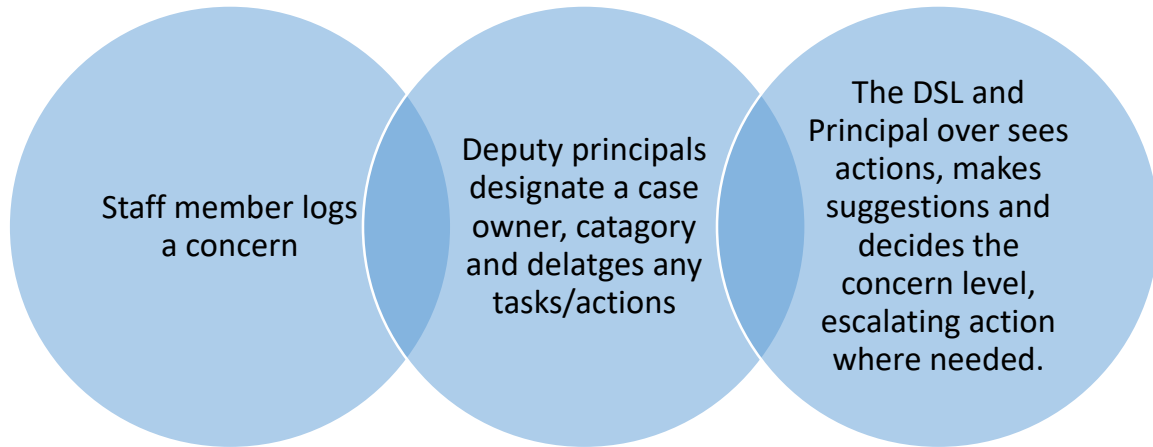 Staff member logs
a concern
Deputy principals
designate a case
owner, catagory
and delatges any
tasks/actions
The DSL and
Principal over sees
actions, makes
suggestions and
decides the
concern level,
escalating action
where needed.